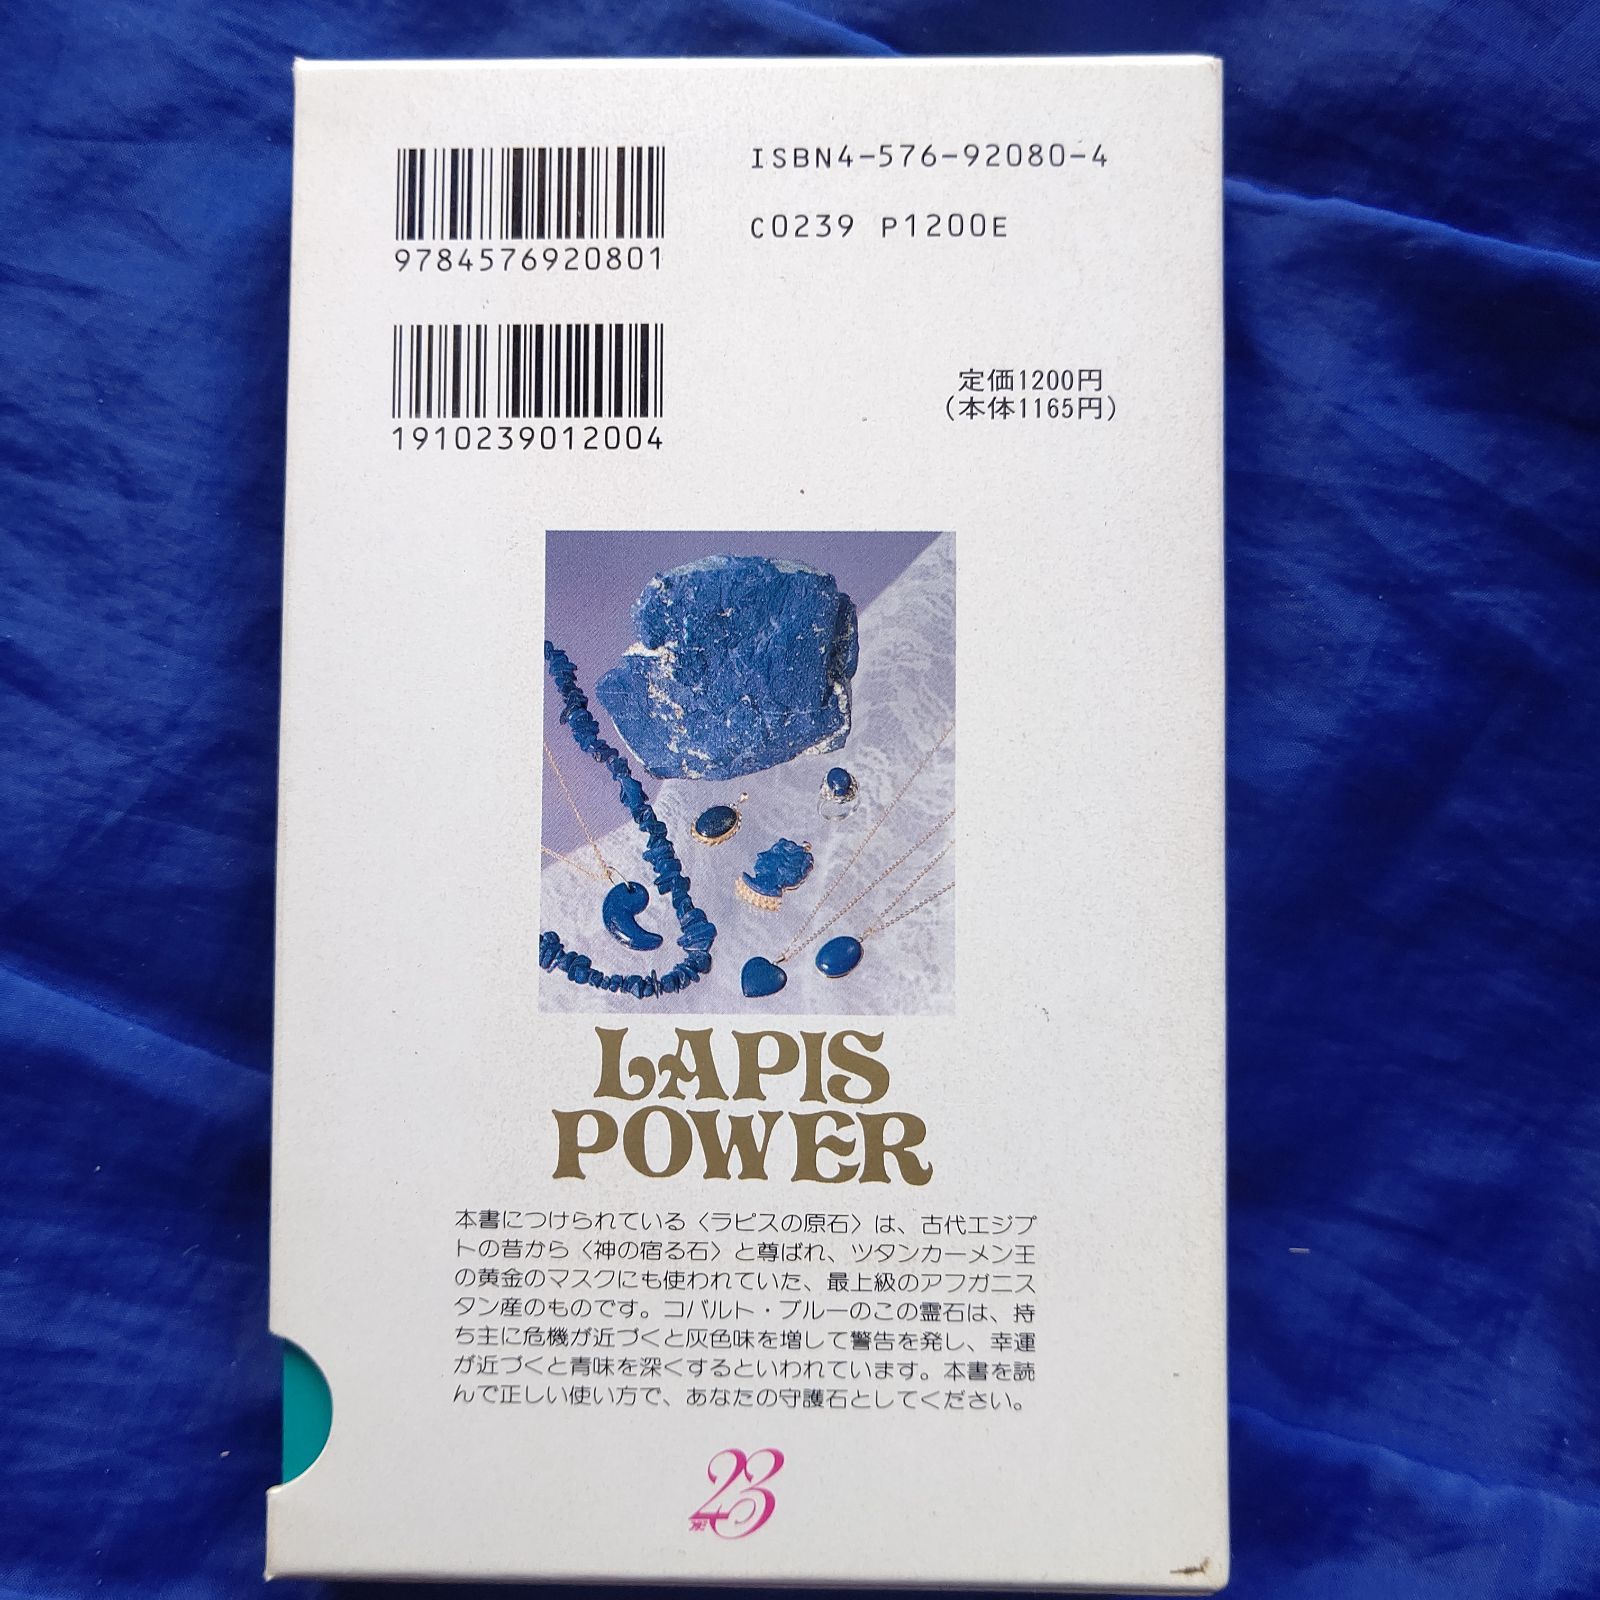 ISBN4-576-92080-4
C0239 P1200E
9784576920801
1910239012004
定価1200円
(本体1165円)
LAPIS
POWER
本書につけられている〈ラピスの原石〉は、古代エジプ
トの昔から〈神の宿る石〉と尊ばれ、ツタンカーメン王
の黄金のマスクにも使われていた、最上級のアフガニス
タン産のものです。コバルト・ブルーのこの霊石は、持
ち主に危機が近づくと灰色味を増して警告を発し、幸運
が近づくと青味を深くするといわれています。本書を読
んで正しい使い方で、あなたの守護石としてください。
23